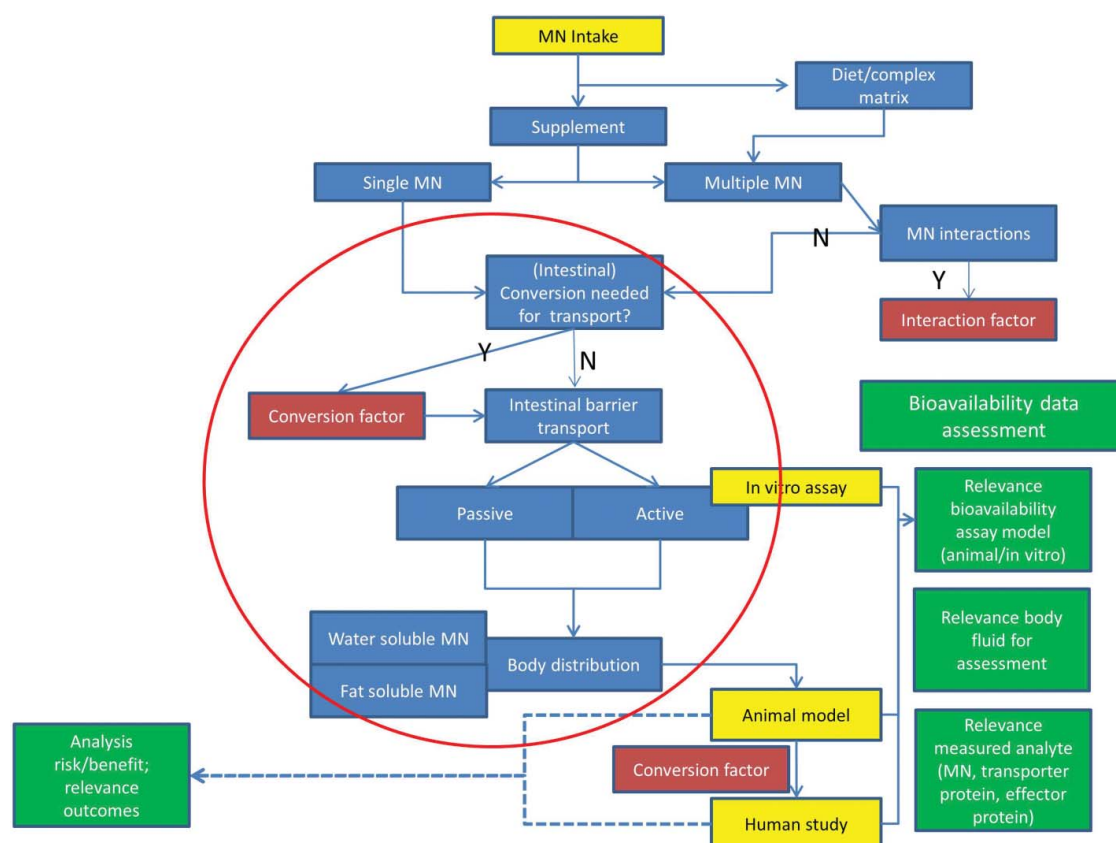 MN Intake
Diet/complex
matrix
Supplement
Single MN
Multiple MN
MN interactions
N
Y
Interaction factor
(Intestinal)
Conversion needed
for transport?
Y
N
Conversion factor
Intestinal barrier
transport
Bioavailability data
assessment
In vitro assay
Passive
Active
Relevance
bioavailability
assay model
(animal/in vitro)
Water soluble MN
Fat soluble MN
Body distribution
Relevance body
fluid for
assessment
Animal model
Conversion factor
Human study
Relevance
measured analyte
(MN, transporter
protein, effector
protein)
Analysis
risk/benefit;
relevance
outcomes